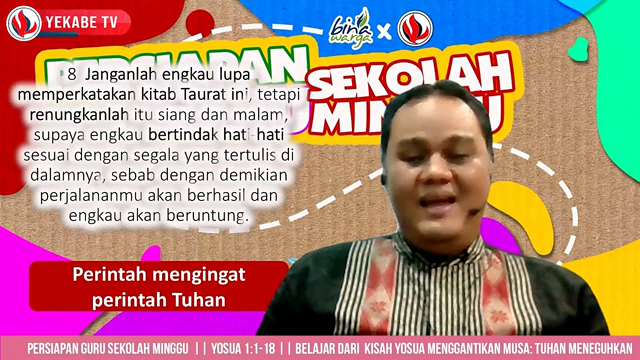 YEKABE TV
bina
warga
x
PERSIAPAN
SEKOLAH
MINGGU
8 Janganlah engkau lupa
memperkatakan kitab Taurat ini, tetapi
renungkanlah itu siang dan malam,
supaya engkau bertindak hati-hati
sesuai dengan segala yang tertulis di
dalamnya, sebab dengan demikian
perjalananmu akan berhasil dan
engkau akan beruntung.
Perintah mengingat
perintah Tuhan
PERSIAPAN GURU SEKOLAH MINGGU || YOSUA 1:1-18 || BELAJAR DARI KISAH YOSUA MENGGANTIKAN MUSA: TUHAN MENEGUHKAN